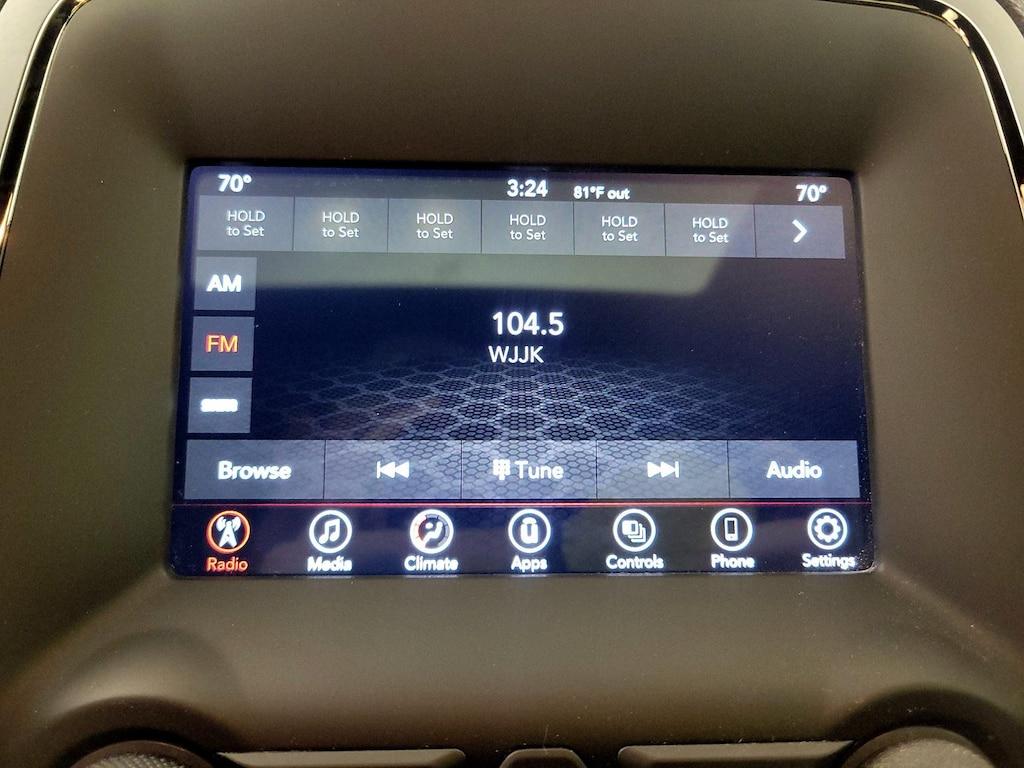 70° 3:24 81°F out 70°
HOLD to Set HOLD to Set HOLD to Set HOLD to Set HOLD to Set HOLD to Set
AM
104.5
FM
WJJK
Browse Tune Audio
Radio Media Climate Apps Controls Phone Settings